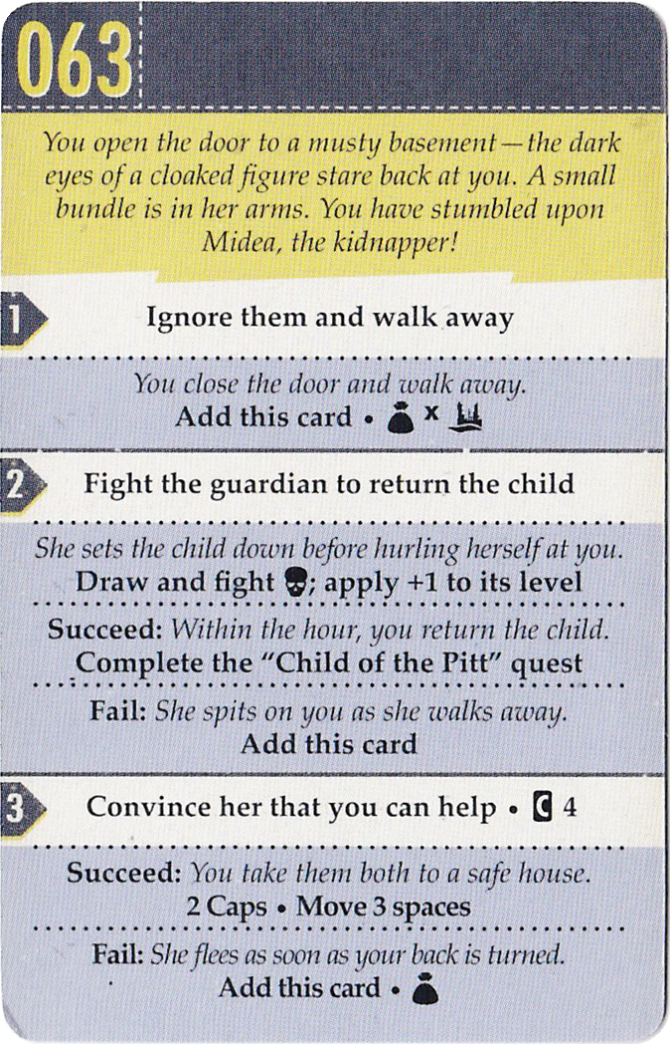 063
You open the door to a musty basement—the dark
eyes of a cloaked figure stare back at you. A small
bundle is in her arms. You have stumbled upon
Midea, the kidnapper!
1 Ignore them and walk away
You close the door and walk away.
Add this card • x
2 Fight the guardian to return the child
She sets the child down before hurling herself at you.
Draw and fight ; apply +1 to its level
Succeed: Within the hour, you return the child.
Complete the “Child of the Pitt” quest
Fail: She spits on you as she walks away.
Add this card
3 Convince her that you can help • C 4
Succeed: You take them both to a safe house.
2 Caps • Move 3 spaces
Fail: She flees as soon as your back is turned.
Add this card •